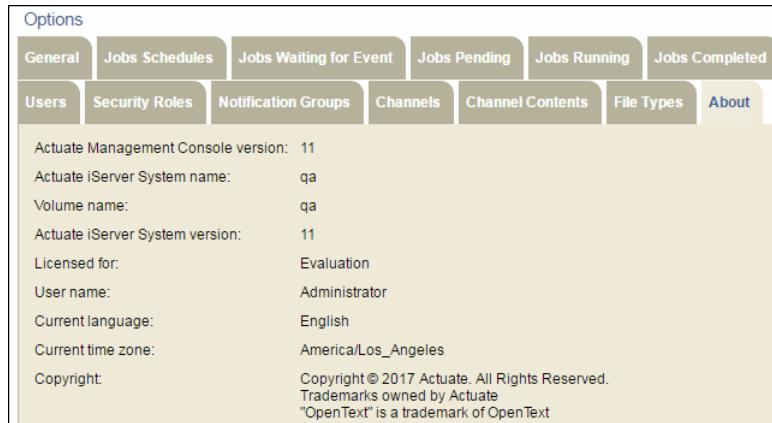 Options
General Jobs Schedules Jobs Waiting for Event Jobs Pending Jobs Running Jobs Completed
Users Security Roles Notification Groups Channels Channel Contents File Types About
Actuate Management Console version: 11
Actuate iServer System name: qa
Volume name: qa
Actuate iServer System version: 11
Licensed for: Evaluation
User name: Administrator
Current language: English
Current time zone: America/Los_Angeles
Copyright: Copyright © 2017 Actuate. All Rights Reserved.
Trademarks owned by Actuate
"OpenText" is a trademark of OpenText